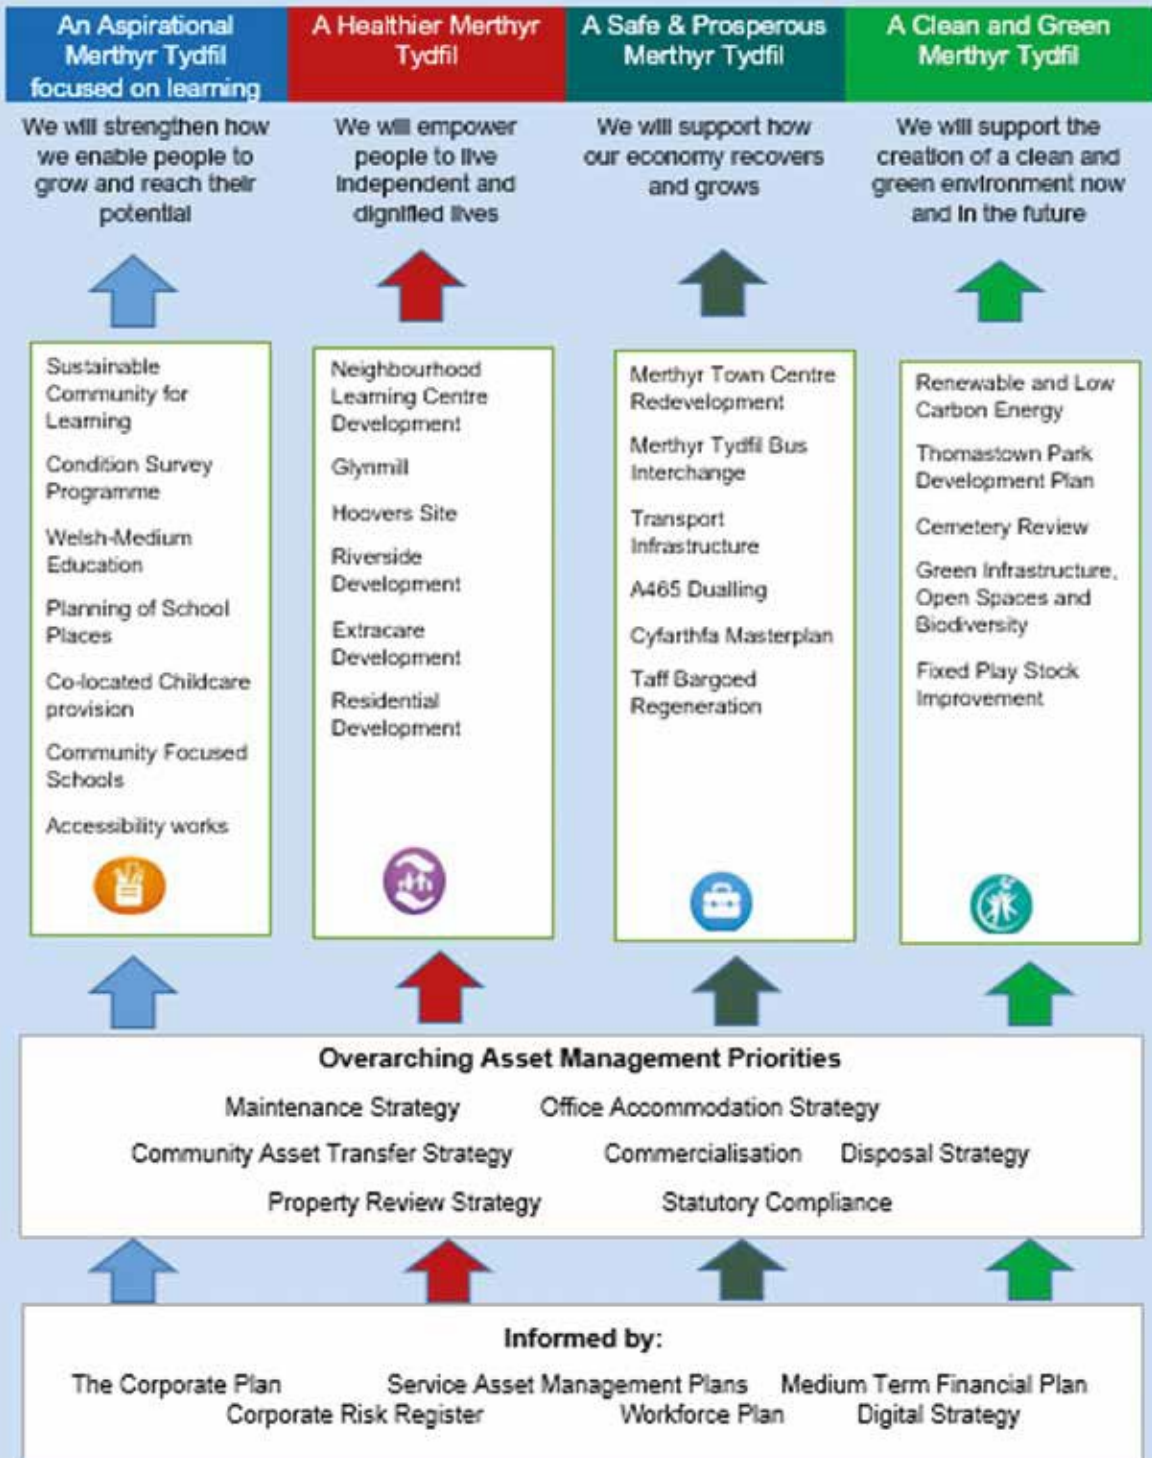 An Aspirational
Merthyr Tydfil
focused on learning
We will strengthen how
we enable people to
grow and reach their
potential
Sustainable
Community for
Learning
Condition Survey
Programme
Welsh-Medium
Education
Planning of School
Places
Co-located Childcare
provision
Community Focused
Schools
Accessibility works
A Healthier Merthyr
Tydfil
We will empower
people to live
independent and
dignified lives
Neighbourhood
Learning Centre
Development
Glynmill
Hoovers Site
Riverside
Development
Extracare
Development
Residential
Development
A Safe & Prosperous
Merthyr Tydfil
We will support how
our economy recovers
and grows
Merthyr Town Centre
Redevelopment
Merthyr Tydfil Bus
Interchange
Transport
Infrastructure
A465 Dualling
Cyfarthfa Masterplan
Taff Bargoed
Regeneration
A Clean and Green
Merthyr Tydfil
We will support the
creation of a clean and
green environment now
and in the future
Renewable and Low
Carbon Energy
Thomastown Park
Development Plan
Cemetery Review
Green Infrastructure,
Open Spaces and
Biodiversity
Fixed Play Stock
Improvement
Overarching Asset Management Priorities
Maintenance Strategy Office Accommodation Strategy
Community Asset Transfer Strategy Commercialisation Disposal Strategy
Property Review Strategy Statutory Compliance
Informed by:
The Corporate Plan Service Asset Management Plans Medium Term Financial Plan
Corporate Risk Register Workforce Plan Digital Strategy